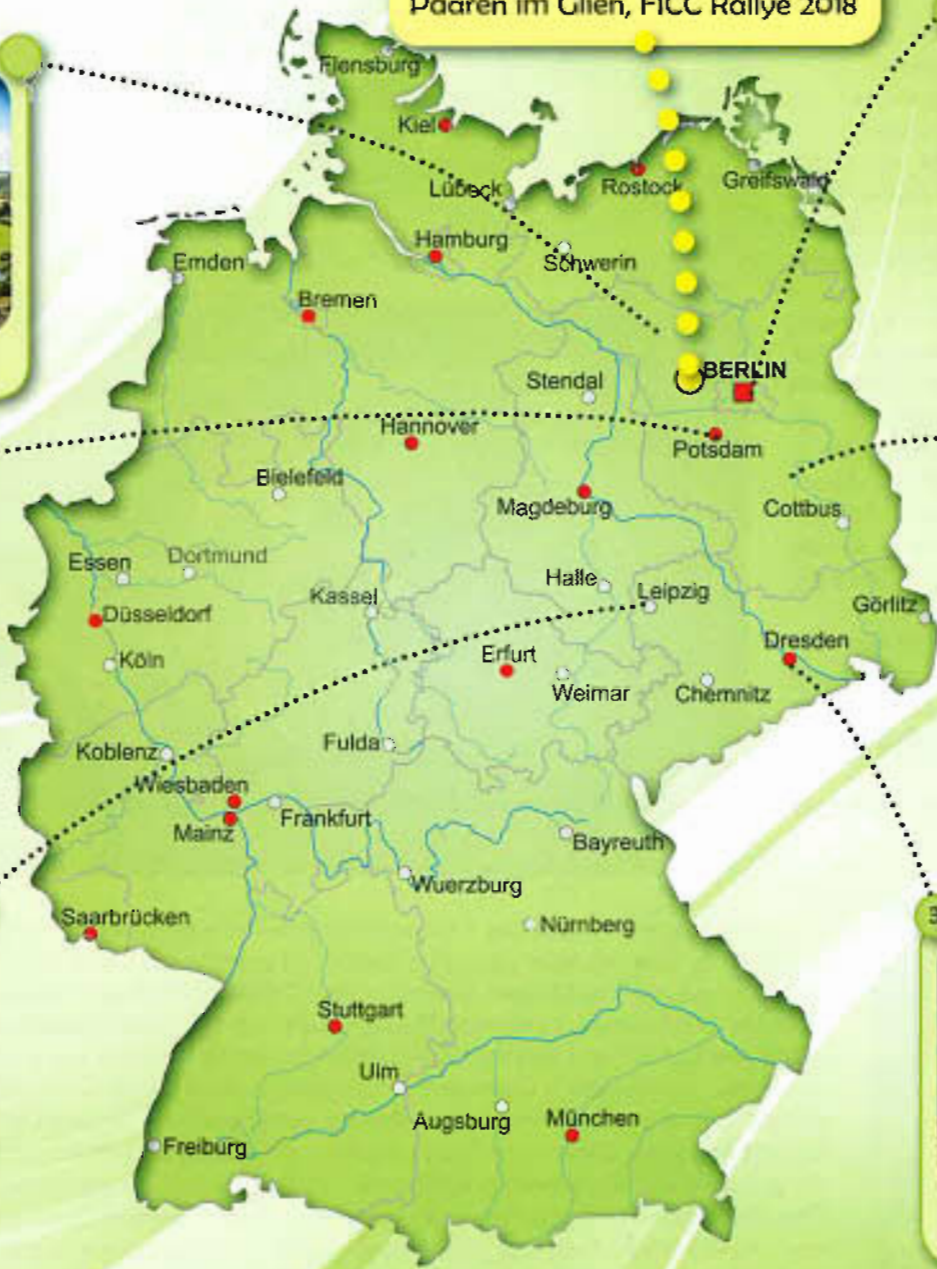 Paaren im Glien, FICC Rallye 2018
Flensburg
Kiel
Lübeck
Rostock
Greifswald
Hamburg
Schwerin
Emden
Bremen
BERLIN
Stendal
Hannover
Potsdam
Bielefeld
Magdeburg
Cottbus
Essen
Dortmund
Halle
Leipzig
Kassel
Görlitz
Düsseldorf
Dresden
Köln
Erfurt
Weimar
Chemnitz
Koblenz
Fulda
Wiesbaden
Frankfurt
Mainz
Bayreuth
Wuerzburg
Saarbrücken
Nürnberg
3
Stuttgart
Ulm
Augsburg
München
Freiburg